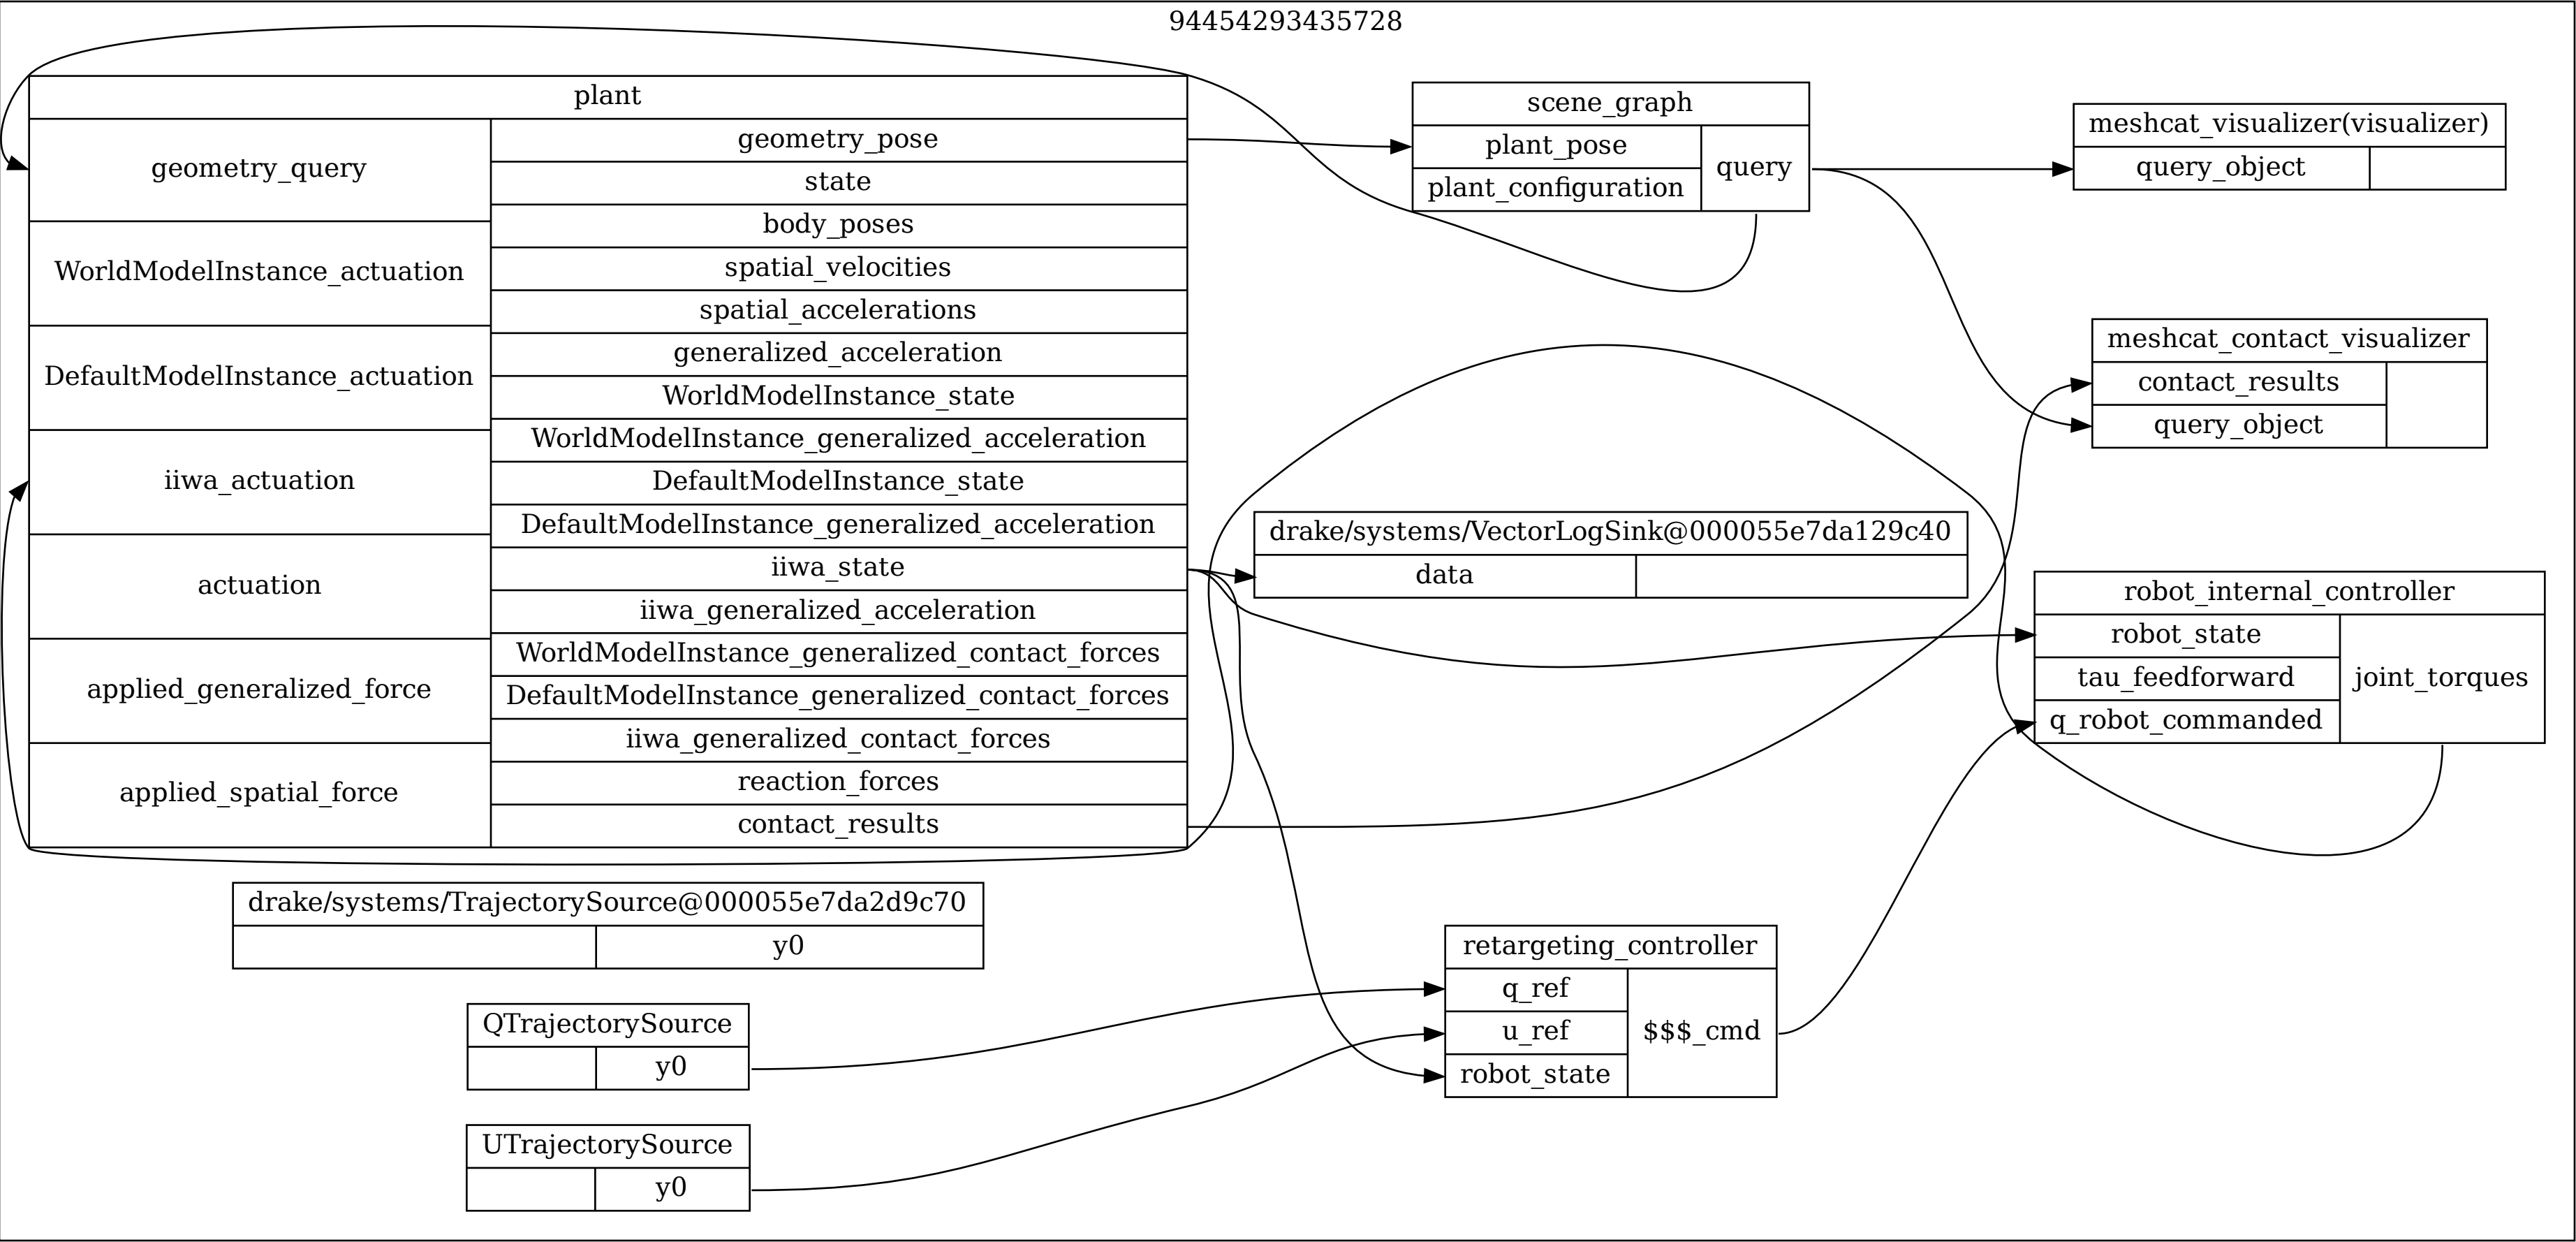 94454293435728
plant
geometry_query
WorldModelInstance_actuation
DefaultModelInstance_actuation
iiwa_actuation
actuation
applied_generalized_force
applied_spatial_force
geometry_pose
state
body_poses
spatial_velocities
spatial_accelerations
generalized_acceleration
WorldModelInstance_state
WorldModelInstance_generalized_acceleration
DefaultModelInstance_state
DefaultModelInstance_generalized_acceleration
iiwa_state
iiwa_generalized_acceleration
WorldModelInstance_generalized_contact_forces
DefaultModelInstance_generalized_contact_forces
iiwa_generalized_contact_forces
reaction_forces
contact_results
scene_graph
plant_pose
plant_configuration
query
meshcat_visualizer(visualizer)
query_object
meshcat_contact_visualizer
contact_results
query_object
drake/systems/VectorLogSink@000055e7da129c40
data
robot_internal_controller
robot_state
tau_feedforward
q_robot_commanded
joint_torques
drake/systems/TrajectorySource@000055e7da2d9c70
y0
QTrajectorySource
y0
UTrajectorySource
y0
retargeting_controller
q_ref
u_ref
robot_state
$$$_cmd